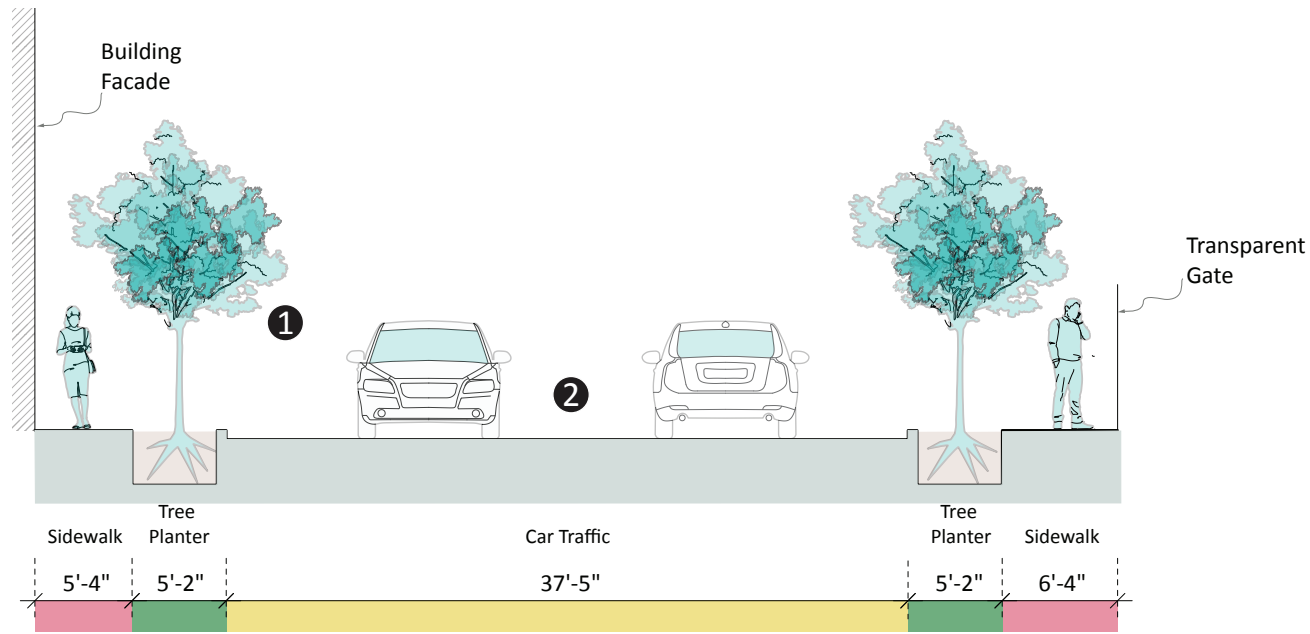 Building
Facade
Transparent
Gate
1
2
Sidewalk
Tree
Planter
Car Traffic
Tree
Planter
Sidewalk
5'-4"
5'-2"
37'-5"
5'-2"
6'-4"